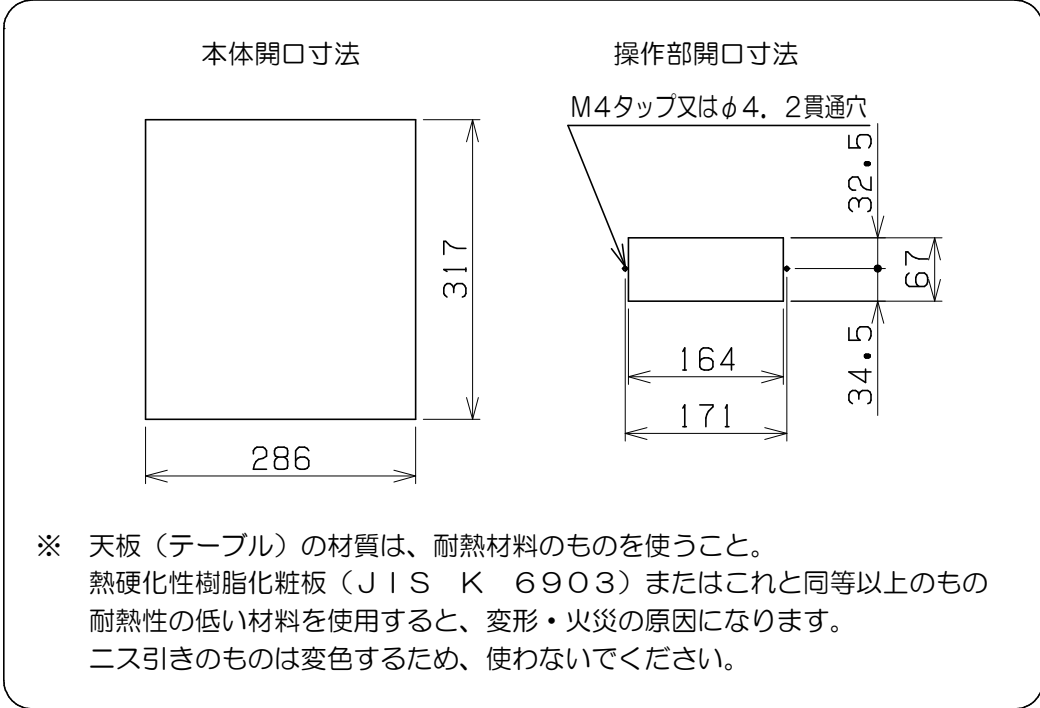 本体開口寸法
操作部開口寸法
M4タップ又はφ4．2貫通穴
32.5
317
67
164
34.5
171
286
※　天板（テーブル）の材質は、耐熱材料のものを使うこと。
熱硬化性樹脂化粧板（ＪＩＳ　Ｋ　６９０３）またはこれと同等以上のもの
耐熱性の低い材料を使用すると、変形・火災の原因になります。
ニス引きのものは変色するため、使わないでください。